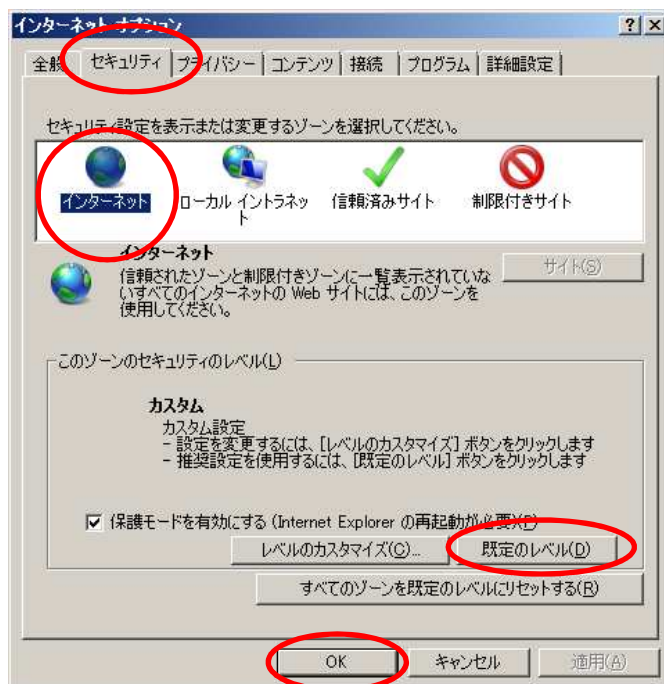 インターネット オプション
全般 セキュリティ プライバシー コンテンツ 接続 プログラム 詳細設定
セキュリティ設定を表示または変更するゾーンを選択してください。
インターネット ローカル イントラネッ 信頼済みサイト 制限付きサイト
ト
インターネット
サイト(S)
信頼されたゾーンと制限付きゾーンに一覧表示されていな
いすべてのインターネットの Web サイトには、このゾーンを
使用してください。
このゾーンのセキュリティのレベル(L)
カスタム
カスタム設定
- 設定を変更するには、[レベルのカスタマイズ] ボタンをクリックします
- 推奨設定を使用するには、[既定のレベル] ボタンをクリックします
保護モードを有効にする (Internet Explorer の再起動が必要)(P)
レベルのカスタマイズ(C)... 既定のレベル(D)
すべてのゾーンを既定のレベルにリセットする(R)
OK キャンセル 適用(A)